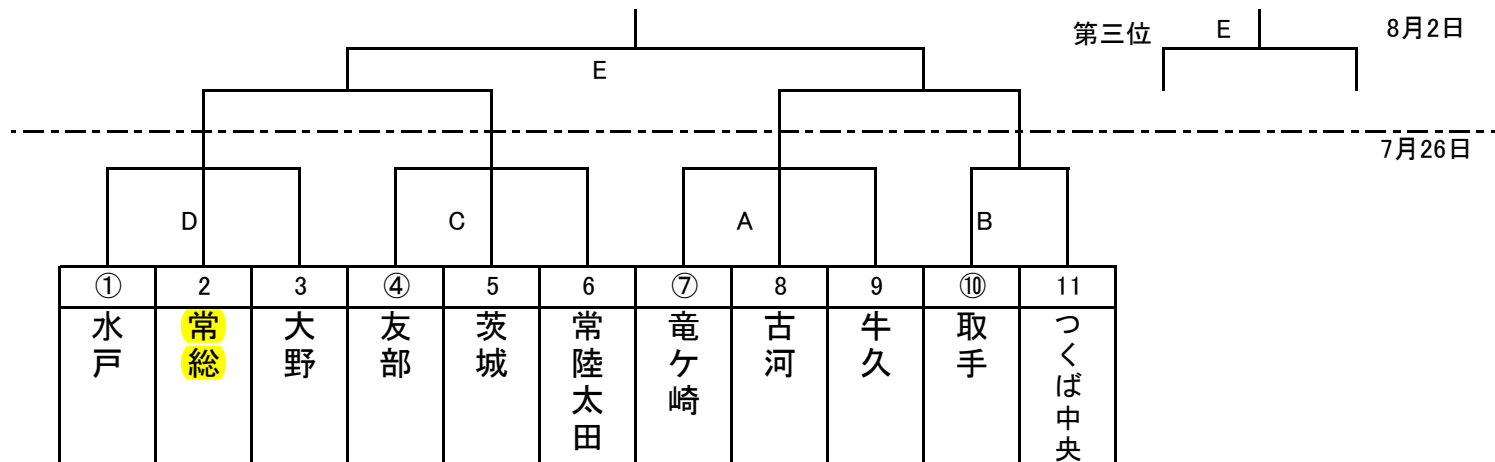 第三位 E 8月2日
E
7月26日
D C A B
① 2 3 ④ 5 6 ⑦ 8 9 ⑩ 11
水戸
常総
大野
友部
茨城
常陸太田
竜ケ崎
古河
牛久
取手
つくば中央